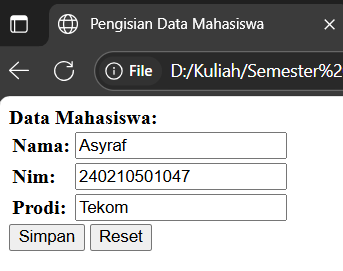 Pengisian Data Mahasiswa
File D:/Kuliah/Semester%2
Data Mahasiswa:
Nama: Asyraf
Nim: 240210501047
Prodi: Tekom
Simpan Reset